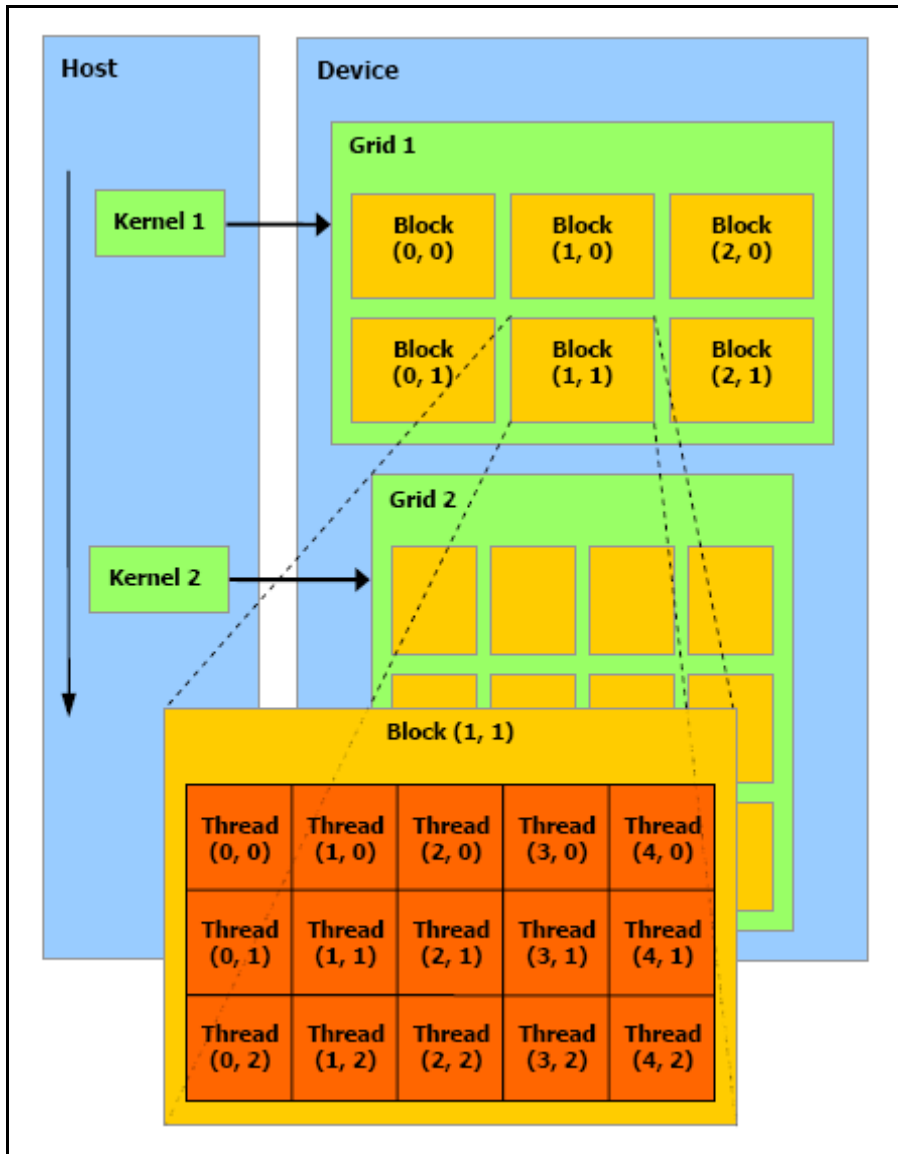 Host
Device
Grid 1
Kernel 1
Block Block Block
(0, 0) (1, 0) (2, 0)
Block Block Block
(0, 1) (1, 1) (2, 1)
Grid 2
Kernel 2
Block (1, 1)
Thread Thread Thread Thread Thread
(0, 0) (1, 0) (2, 0) (3, 0) (4, 0)
Thread Thread Thread Thread Thread
(0, 1) (1, 1) (2, 1) (3, 1) (4, 1)
Thread Thread Thread Thread Thread
(0, 2) (1, 2) (2, 2) (3, 2) (4, 2)